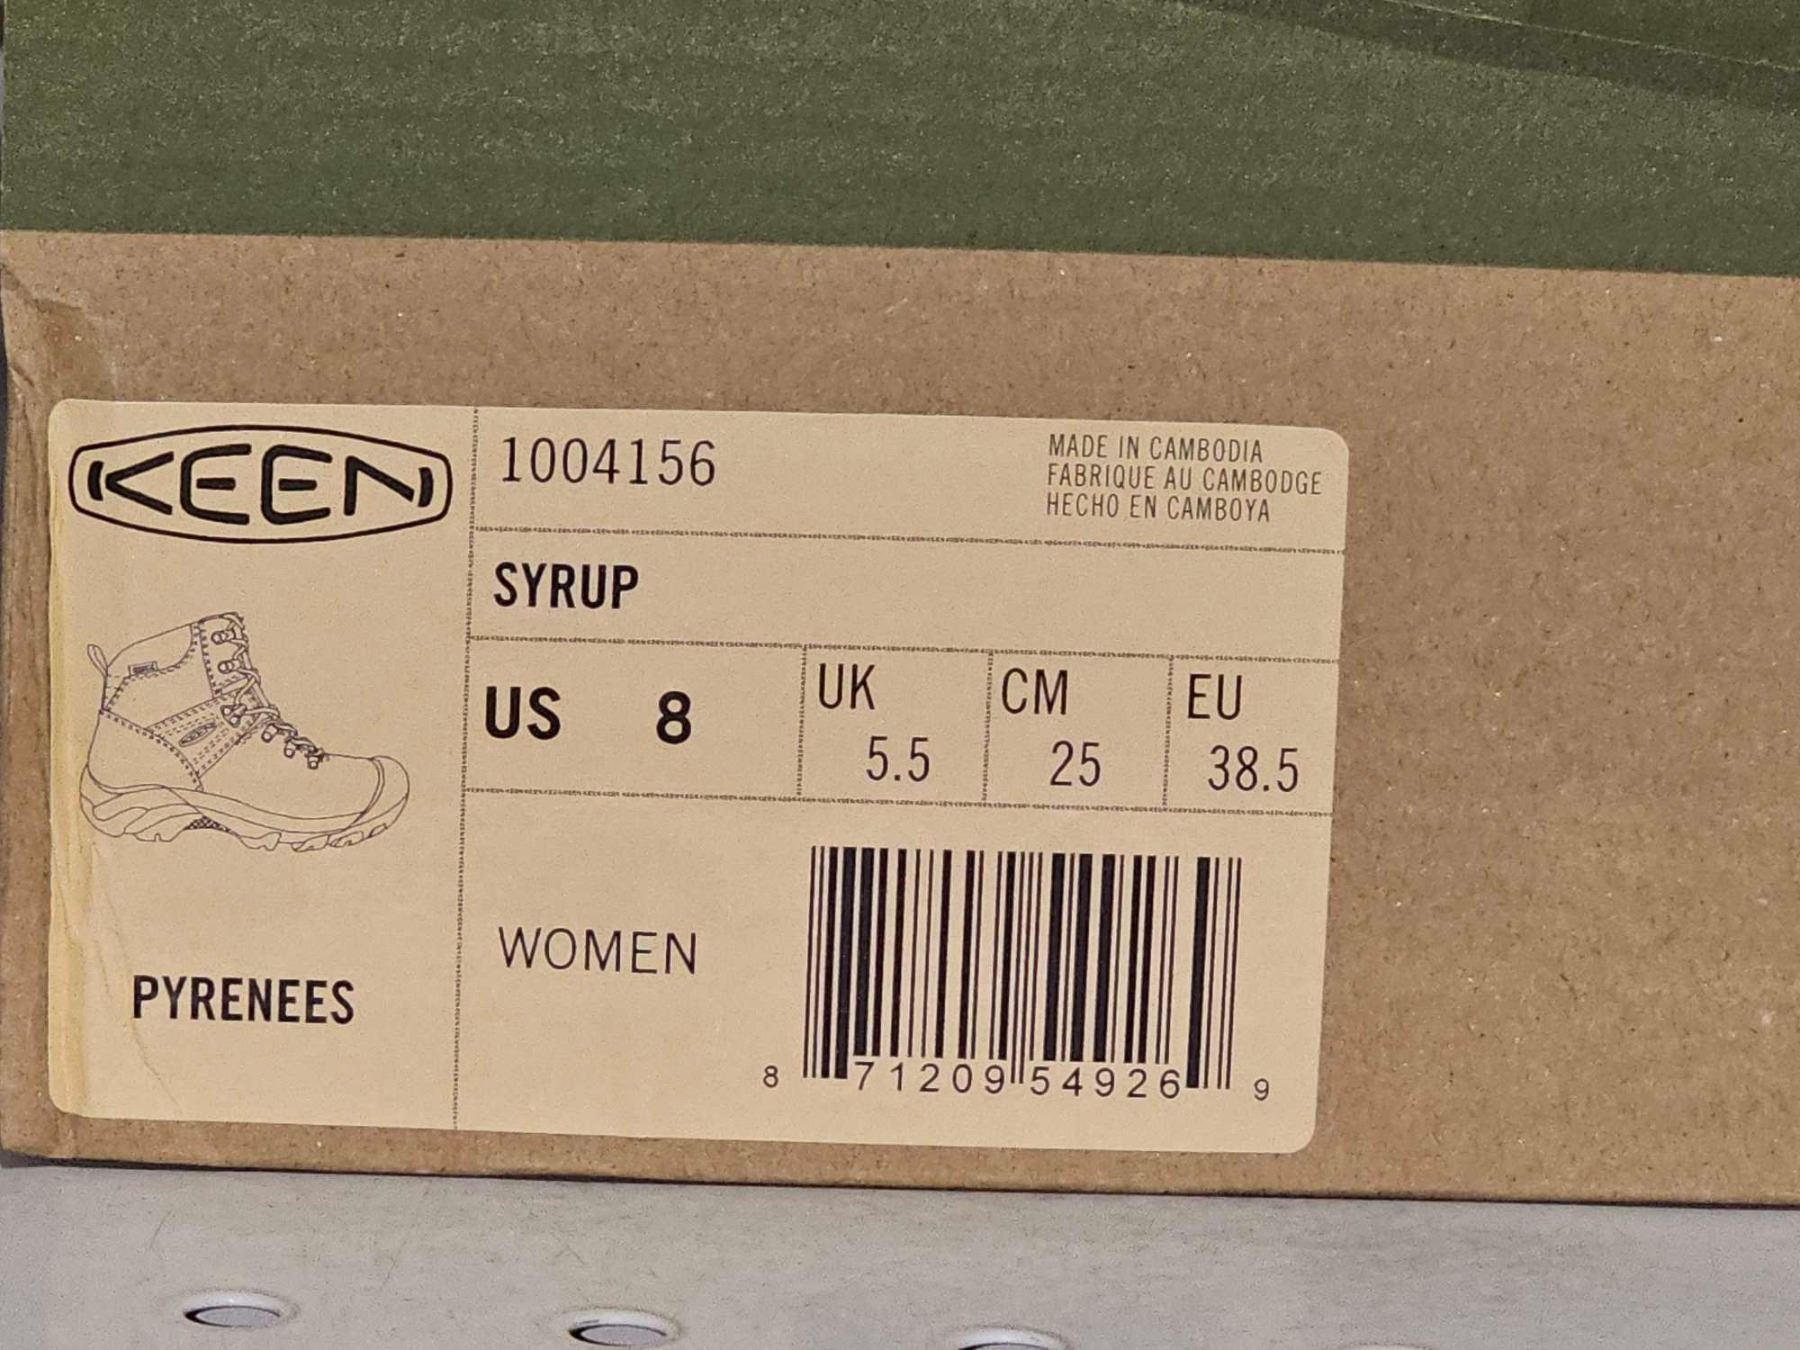 KEEN
1004156
MADE IN CAMBODIA
FABRIQUE AU CAMBODGE
HECHO EN CAMBOYA
SYRUP
US 8
UK 5.5
CM 25
EU 38.5
PYRENEES
WOMEN
8 71209 54926 9